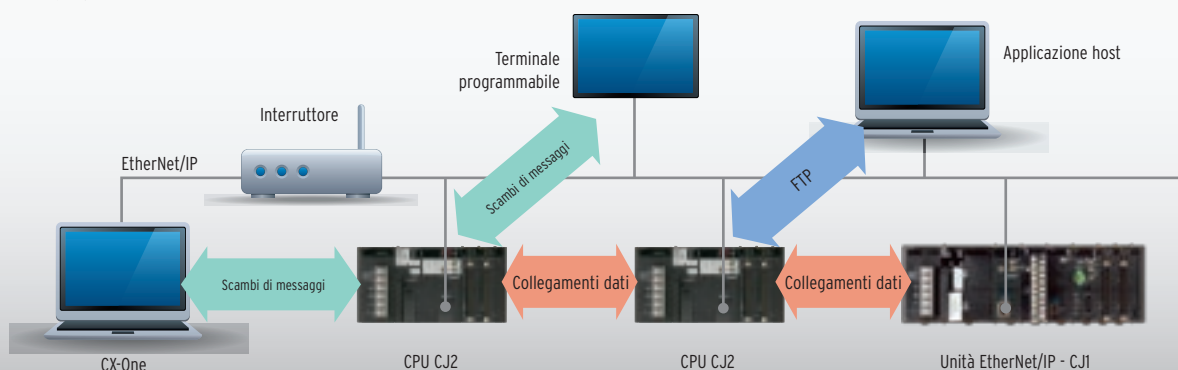 Terminale
programmabile
Applicazione host
Interruttore
EtherNet/IP
Scambi di messaggi
FTP
Scambi di messaggi
Collegamenti dati
Collegamenti dati
CX-One
CPU CJ2
CPU CJ2
Unità EtherNet/IP - CJ1